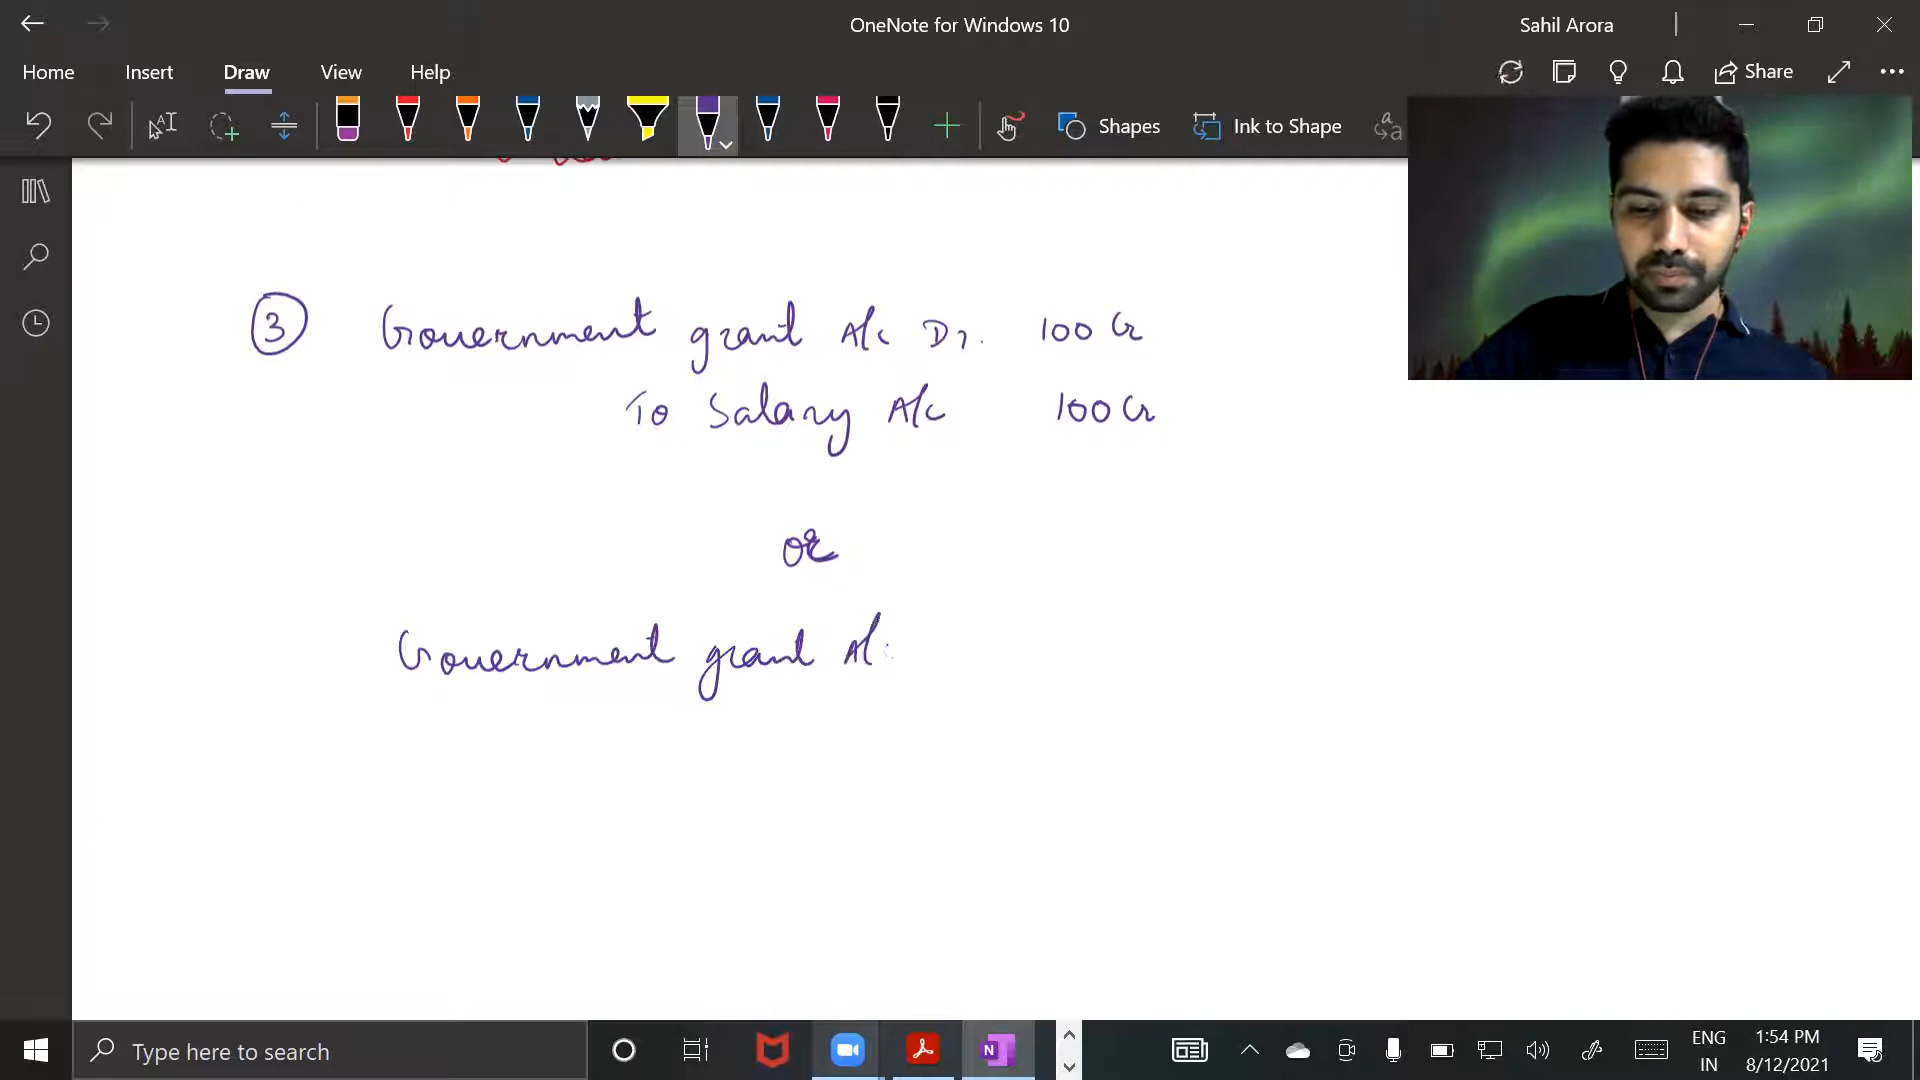 OneNote for Windows 10
Sahil Arora
Home Insert Draw View Help
Share
Shapes
Ink to Shape
③ Government grant A/c Dr. 100 Cr
To Salary A/c 100 Cr
or
Government grant A/
Type here to search
ENG
IN
1:54 PM
8/12/2021